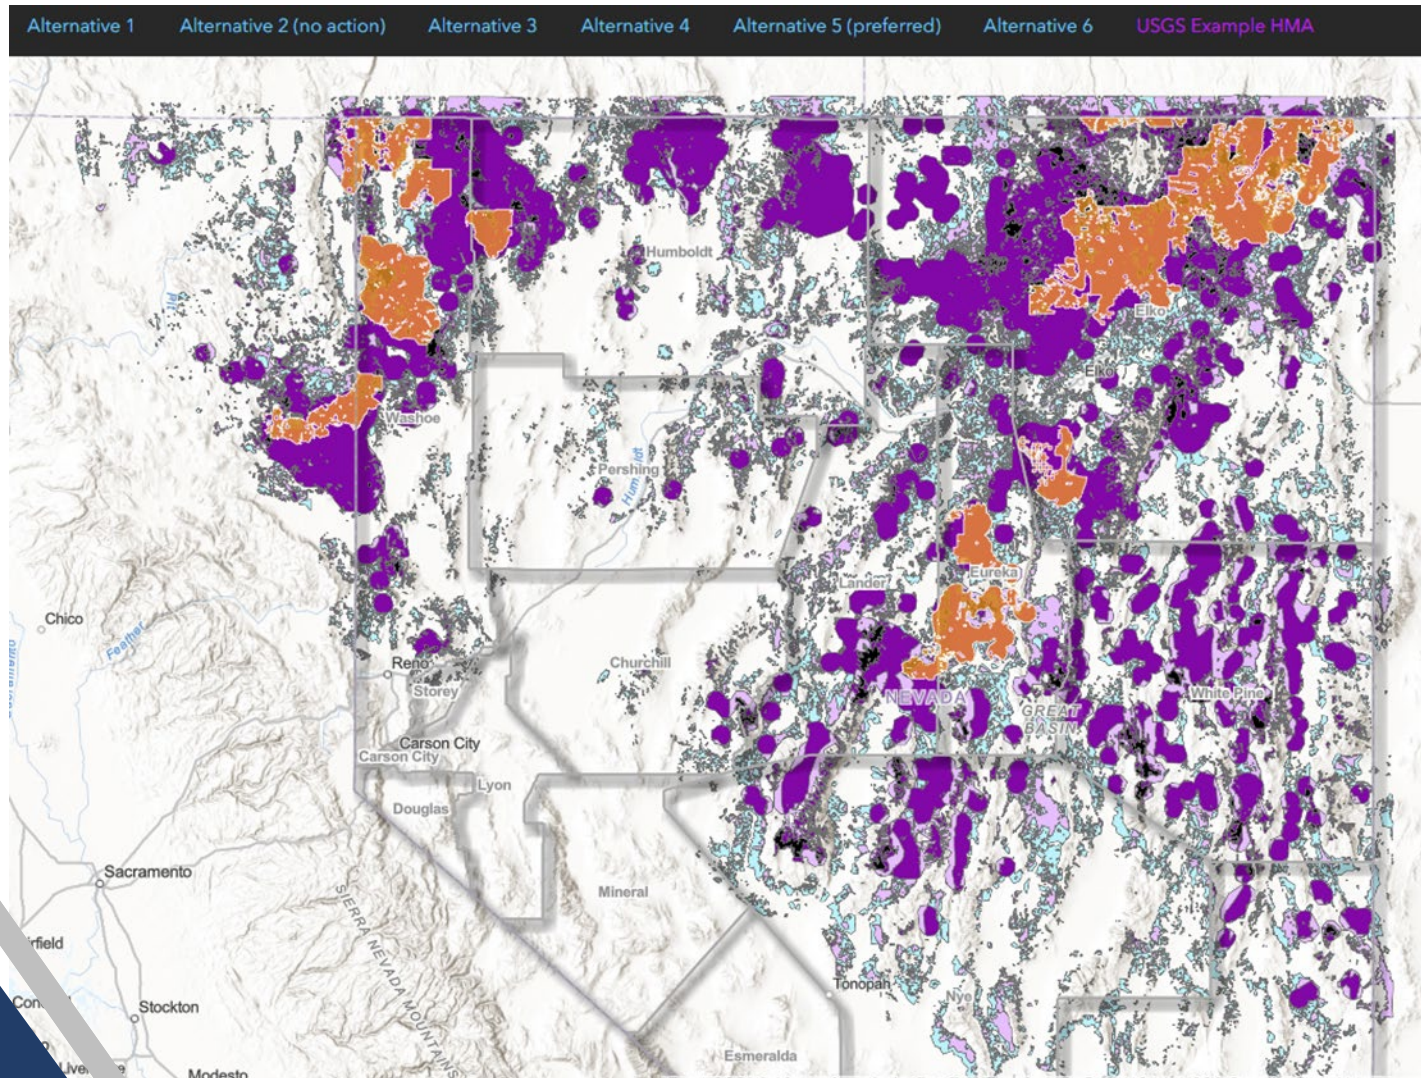 Alternative 1 Alternative 2 (no action) Alternative 3 Alternative 4 Alternative 5 (preferred) Alternative 6 USGS Example HMA
Humboldt
Pit
Elko
Elko
Washoe
Pershing
Lander
Eureka
Chico
Feather
Churchill
Reno
Storey
NEVADA
White Pine
GREAT
BASIN
Carson City
Carson City
Lyon
Douglas
Sacramento
Mineral
SIERRA NEVADA MOUNTAINS
irfield
Tonopah
Nye
Stockton
Esmeralda
Modesto